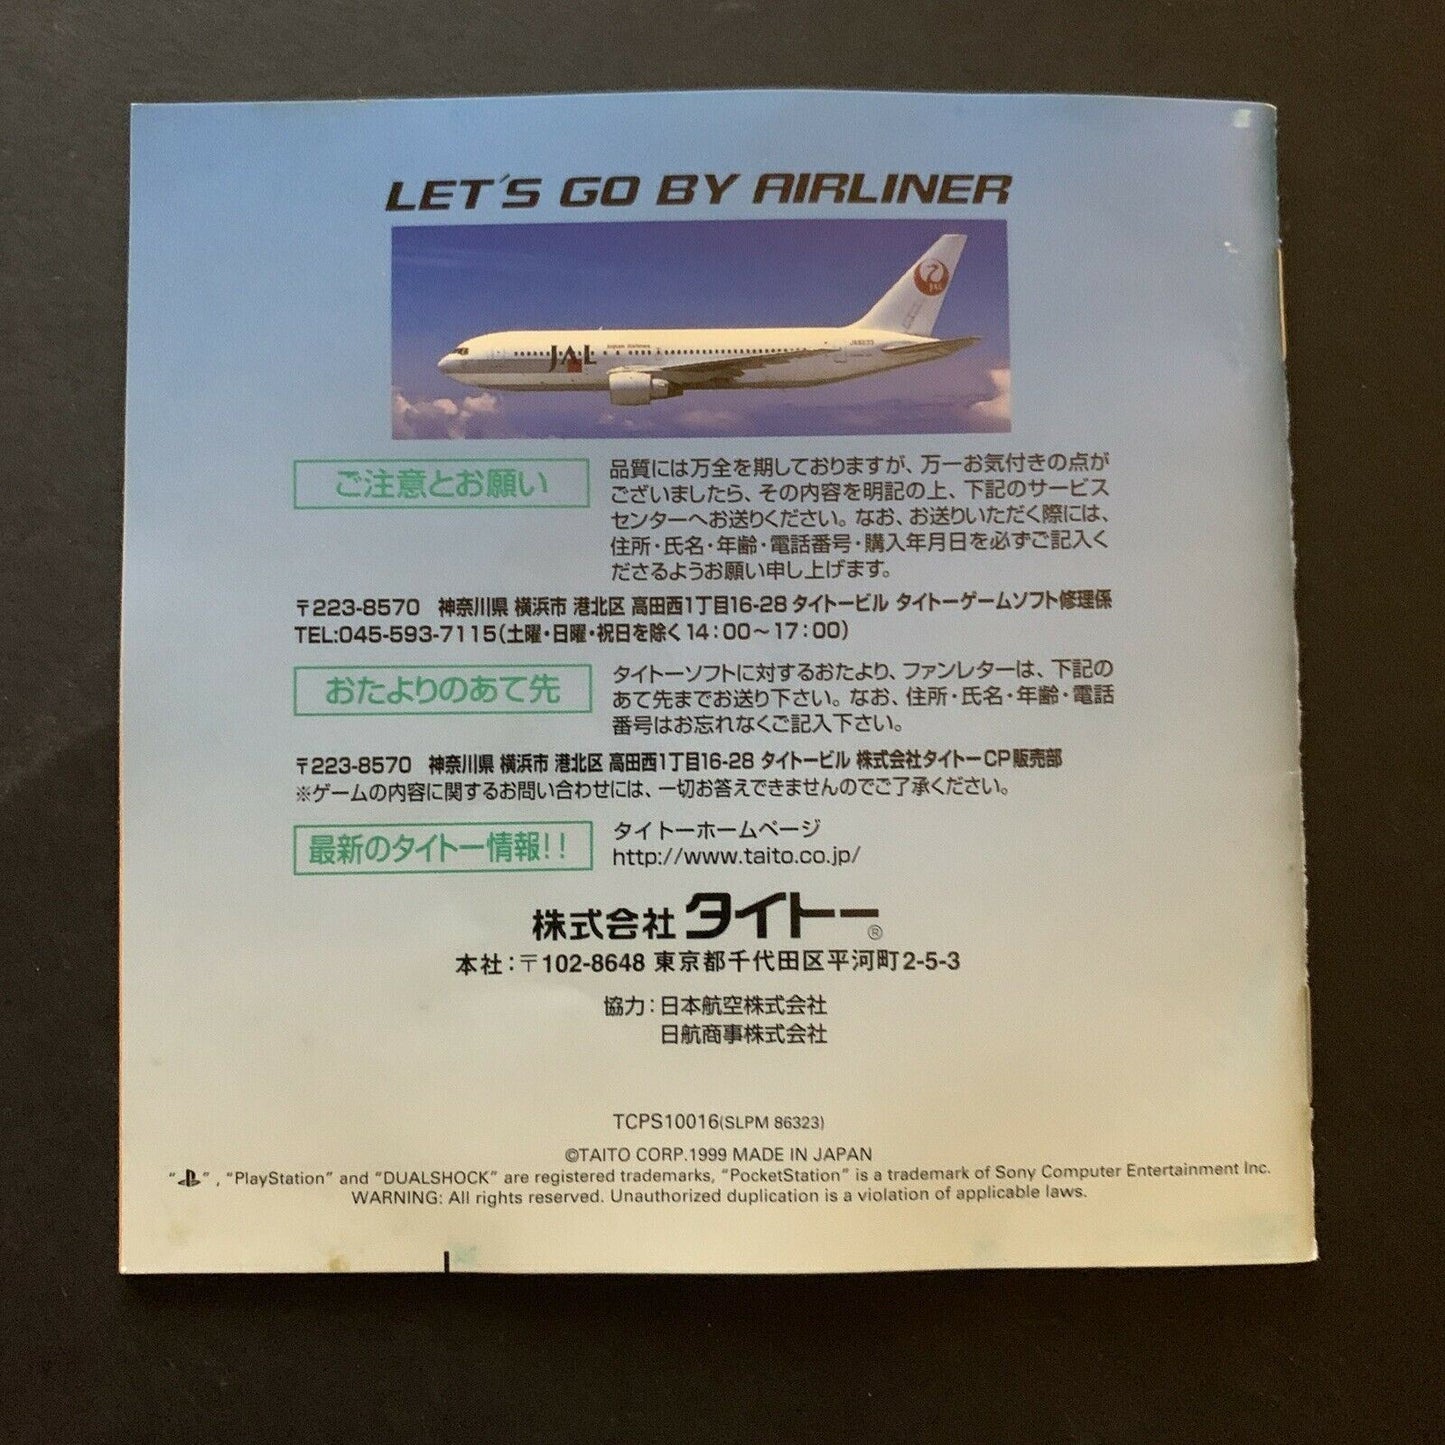 LET'S GO BY AIRLINER
JAL
Japan Airlines
JAL
ご注意とお願い
品質には万全を期しておりますが、万一お気付きの点が
ございましたら、その内容を明記の上、下記のサービス
センターへお送りください。なお、お送りいただく際には、
住所・氏名・年齢・電話番号・購入年月日を必ずご記入く
ださるようお願い申し上げます。
〒223-8570 神奈川県 横浜市 港北区 高田西1丁目16-28 タイトービル タイトーゲームソフト修理係
TEL:045-593-7115(土曜・日曜・祝日を除く14:00〜17:00)
おたよりのあて先
タイトーソフトに対するおたより、ファンレターは、下記の
あて先までお送り下さい。なお、住所・氏名・年齢・電話
番号はお忘れなくご記入下さい。
〒223-8570 神奈川県 横浜市 港北区 高田西1丁目16-28 タイトービル 株式会社タイトーCP販売部
※ゲームの内容に関するお問い合わせには、一切お答えできませんのでご了承ください。
最新のタイトー情報!!
タイトーホームページ
http://www.taito.co.jp/
株式会社タイトー®
本社:〒102-8648 東京都千代田区平河町2-5-3
協力:日本航空株式会社
日航商事株式会社
TCPS10016(SLPM 86323)
©TAITO CORP.1999 MADE IN JAPAN
“PS”, “PlayStation” and “DUALSHOCK” are registered trademarks, “PocketStation” is a trademark of Sony Computer Entertainment Inc.
WARNING: All rights reserved. Unauthorized duplication is a violation of applicable laws.